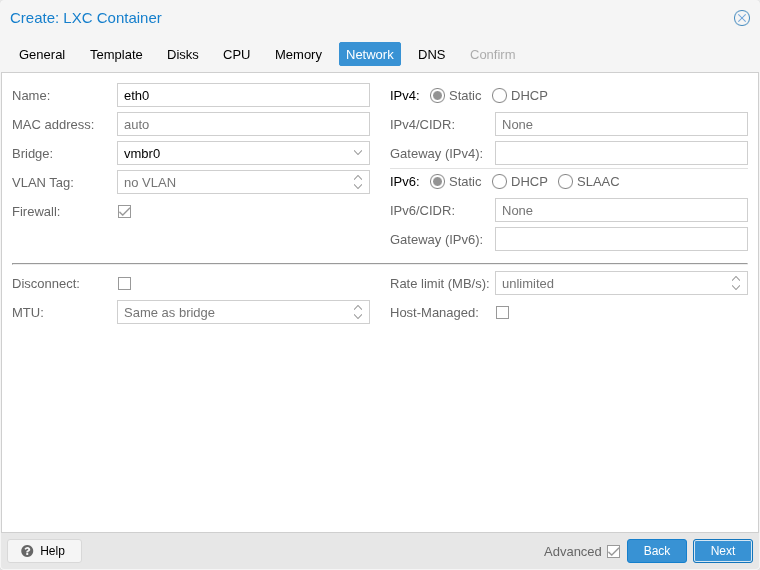 Create: LXC Container
General Template Disks CPU Memory Network DNS Confirm
Name: eth0
MAC address: auto
Bridge: vmbr0
VLAN Tag: no VLAN
Firewall:
IPv4: Static DHCP
IPv4/CIDR: None
Gateway (IPv4):
IPv6: Static DHCP SLAAC
IPv6/CIDR: None
Gateway (IPv6):
Disconnect:
MTU: Same as bridge
Rate limit (MB/s): unlimited
Host-Managed:
Help Advanced Back Next